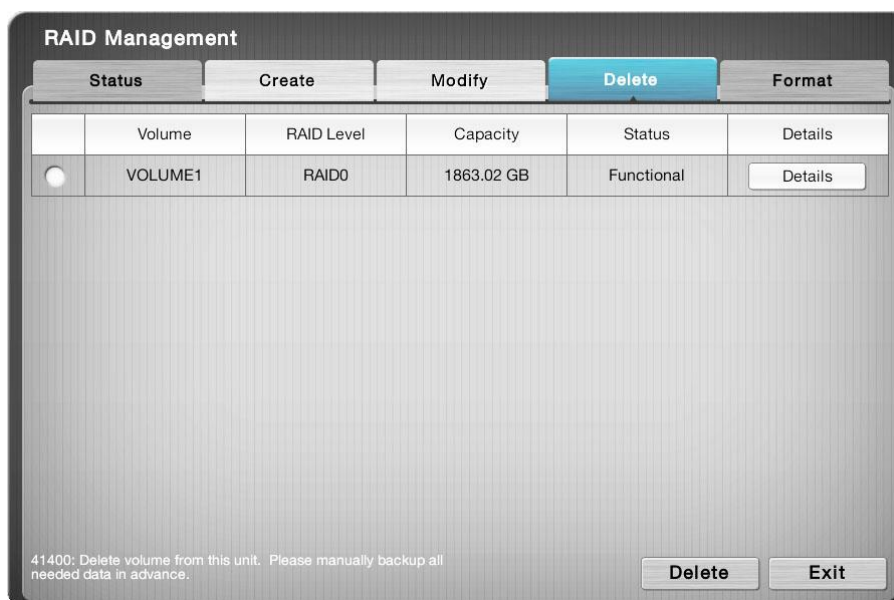 RAID Management
Status Create Modify Delete Format
Volume RAID Level Capacity Status Details
VOLUME1 RAID0 1863.02 GB Functional Details
41400: Delete volume from this unit. Please manually backup all
needed data in advance.
Delete Exit